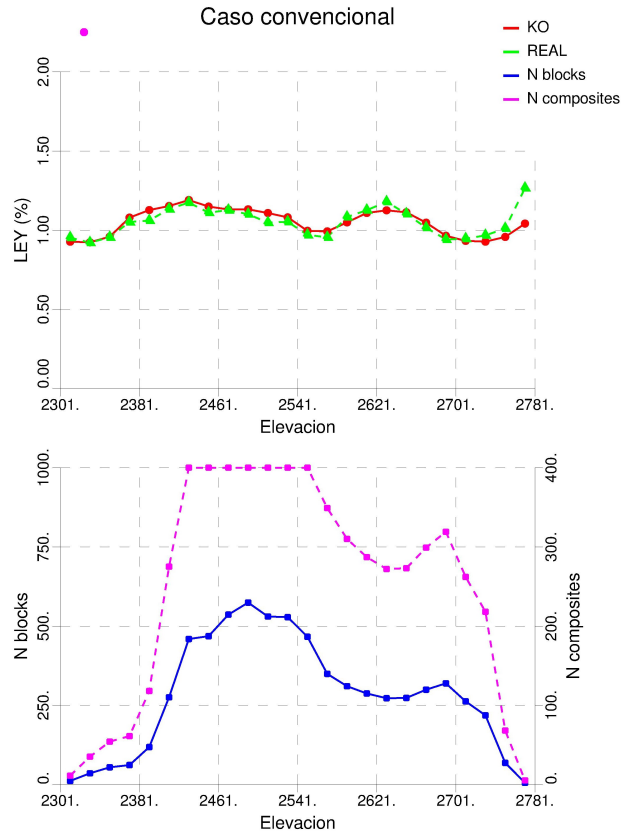 Caso convencional
KO
REAL
N blocks
N composites
2.00
1.50
1.00
0.50
0.00
LEY (%)
2301. 2381. 2461. 2541. 2621. 2701. 2781.
Elevacion
1000.
750.
500.
250.
0.
N blocks
400.
300.
200.
100.
0.
N composites
2301. 2381. 2461. 2541. 2621. 2701. 2781.
Elevacion